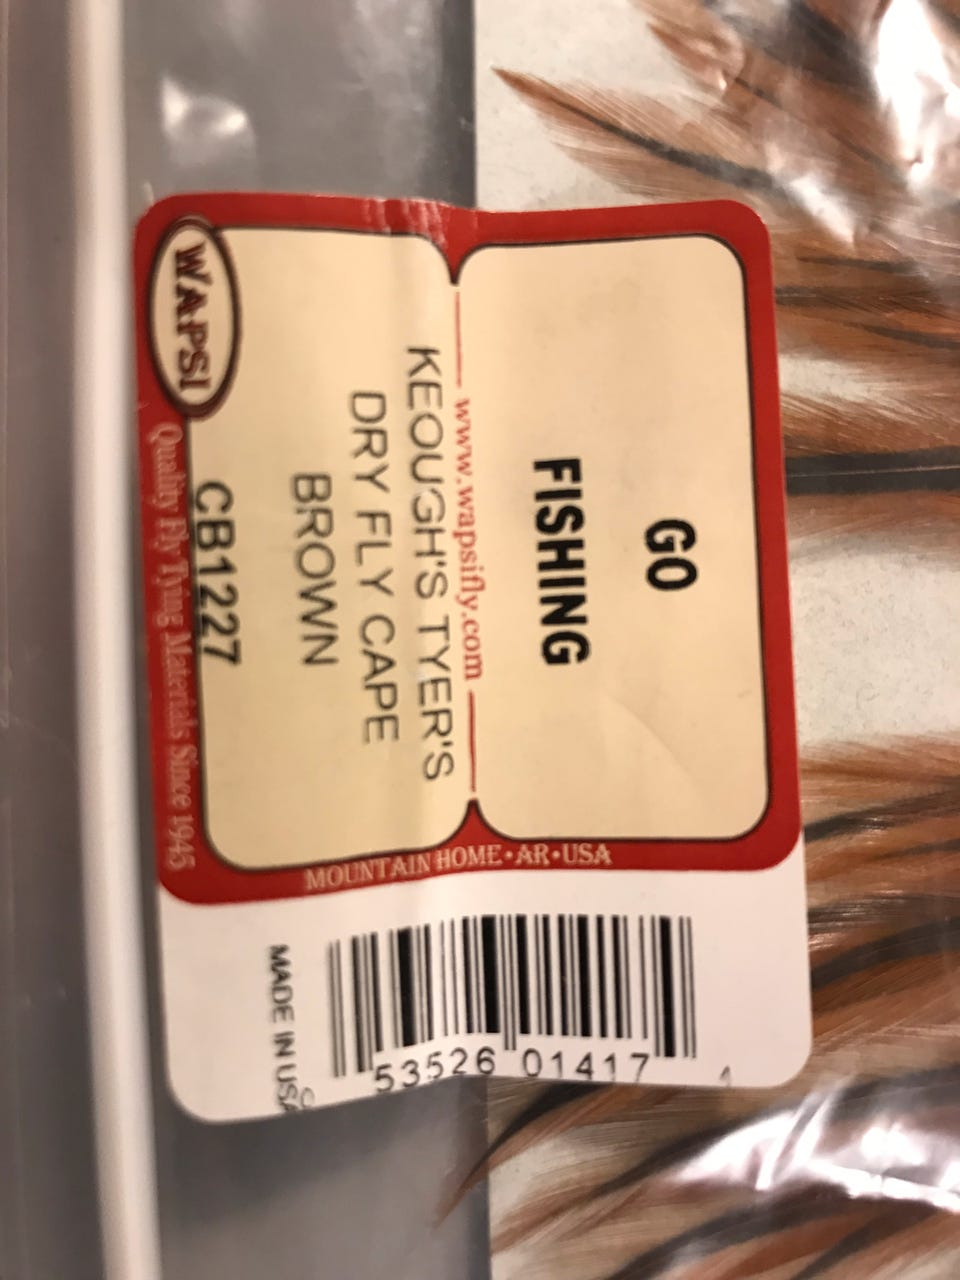 GO
FISHING
www.wapsifly.com
KEOUGH'S TYER'S
DRY FLY CAPE
BROWN
CB1227
WAPSI Quality Fly Tying Materials Since 1945
MOUNTAIN HOME•AR•USA
53526 01417
MADE IN USA